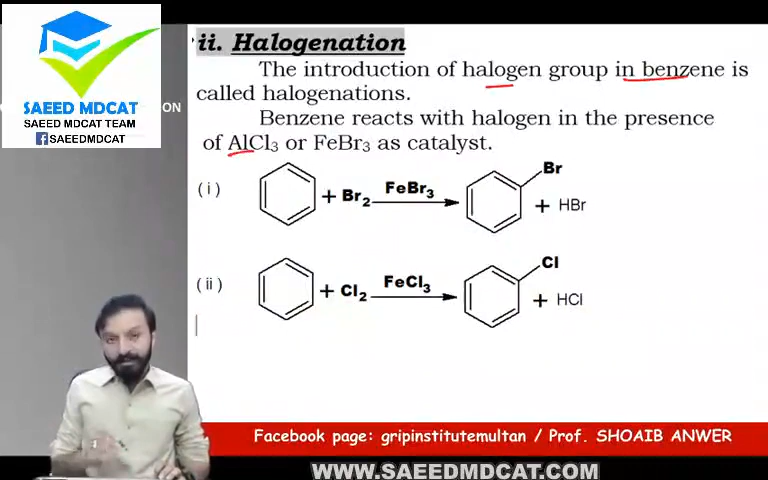 ii. Halogenation
The introduction of halogen group in benzene is
called halogenations.
Benzene reacts with halogen in the presence
of AlCl₃ or FeBr₃ as catalyst.
SAEED MDCAT
SAEED MDCAT TEAM
SAEEDMDCAT
ON
(i) + Br₂ FeBr₃ Br + HBr
(ii) + Cl₂ FeCl₃ Cl + HCl
Facebook page: gripinstitutemultan / Prof. SHOAIB ANWER
WWW.SAEEDMDCAT.COM